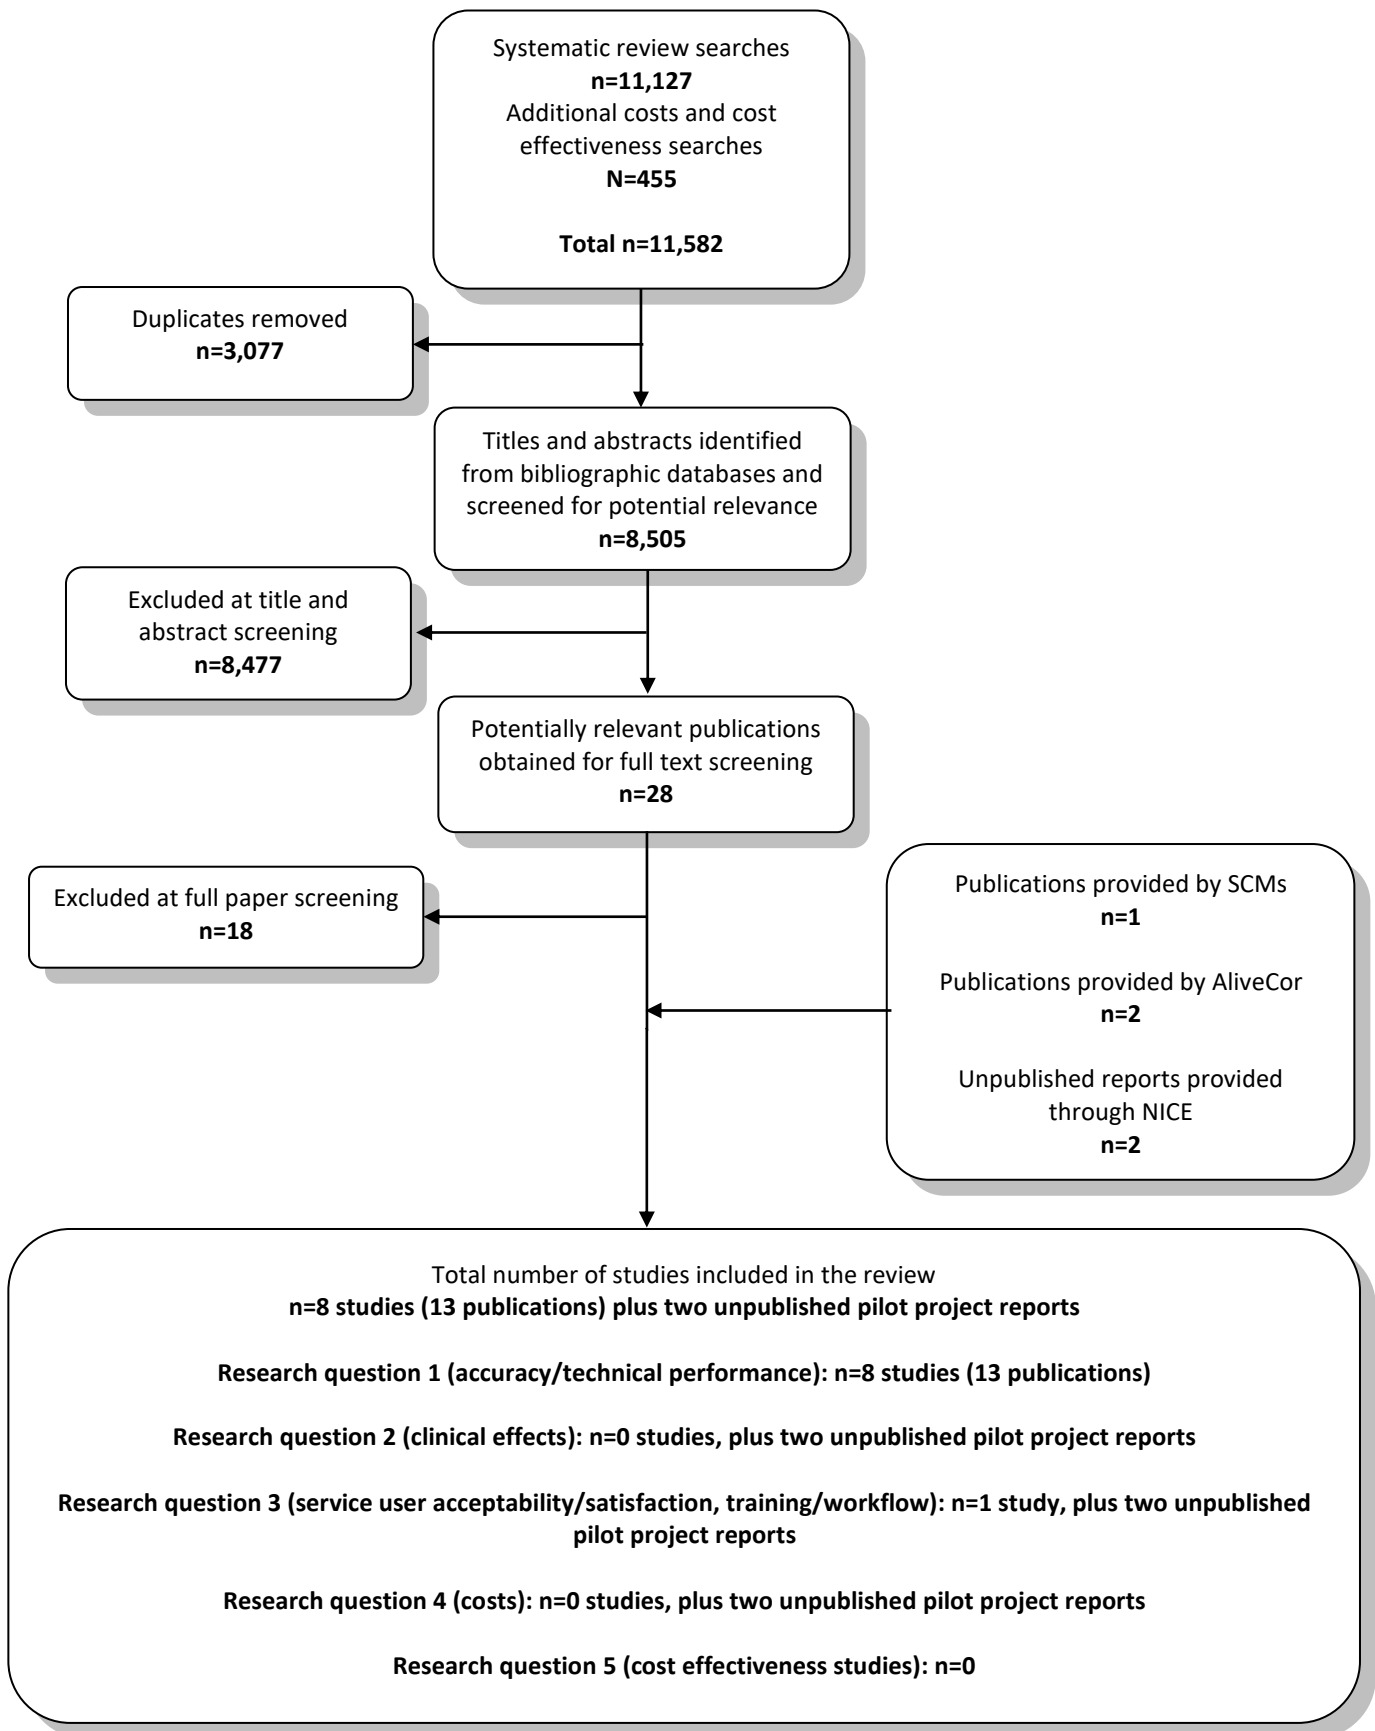 Systematic review searches
n=11,127
Additional costs and cost
effectiveness searches
N=455
Total n=11,582
Duplicates removed
n=3,077
Titles and abstracts identified
from bibliographic databases and
screened for potential relevance
n=8,505
Excluded at title and
abstract screening
n=8,477
Potentially relevant publications
obtained for full text screening
n=28
Excluded at full paper screening
n=18
Publications provided by SCMs
n=1
Publications provided by AliveCor
n=2
Unpublished reports provided
through NICE
n=2
Total number of studies included in the review
n=8 studies (13 publications) plus two unpublished pilot project reports
Research question 1 (accuracy/technical performance): n=8 studies (13 publications)
Research question 2 (clinical effects): n=0 studies, plus two unpublished pilot project reports
Research question 3 (service user acceptability/satisfaction, training/workflow): n=1 study, plus two unpublished
pilot project reports
Research question 4 (costs): n=0 studies, plus two unpublished pilot project reports
Research question 5 (cost effectiveness studies): n=0